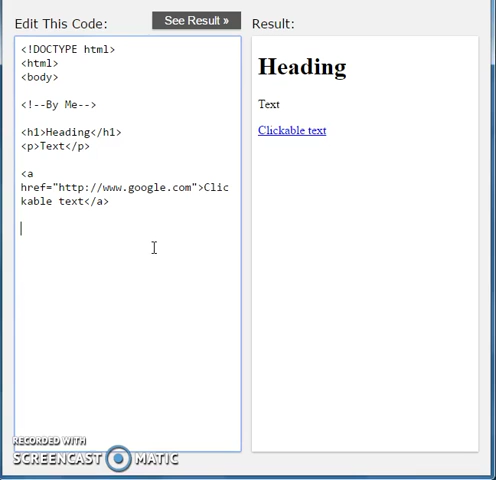 Edit This Code:
See Result »
Result:
<!DOCTYPE html>
<html>
<body>
<!--By Me-->
<h1>Heading</h1>
<p>Text</p>
<a
href="http://www.google.com">Clic
kable text</a>
Heading
Text
Clickable text
RECORDED WITH
SCREENCAST MATIC